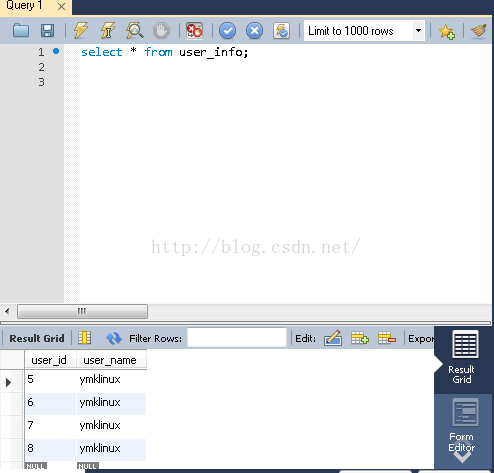 Query 1
Limit to 1000 rows
1 select * from user_info;
2
3
http://blog.csdn.net/
Result Grid Filter Rows: Edit: Expor
user_id user_name
5 ymklinux
6 ymklinux
7 ymklinux
8 ymklinux
NULL NULL
Result
Grid
Form
Editor